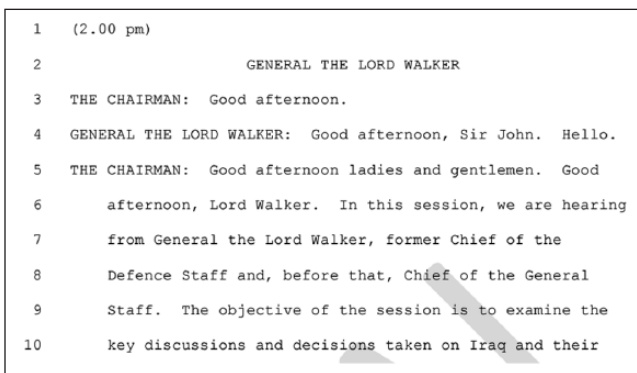 1 (2.00 pm)
2 GENERAL THE LORD WALKER
3 THE CHAIRMAN: Good afternoon.
4 GENERAL THE LORD WALKER: Good afternoon, Sir John. Hello.
5 THE CHAIRMAN: Good afternoon ladies and gentlemen. Good
6 afternoon, Lord Walker. In this session, we are hearing
7 from General the Lord Walker, former Chief of the
8 Defence Staff and, before that, Chief of the General
9 Staff. The objective of the session is to examine the
10 key discussions and decisions taken on Iraq and their